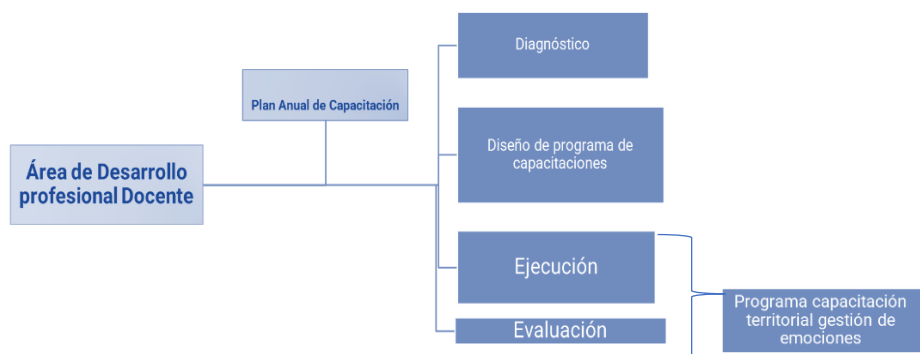 Diagnóstico
Plan Anual de Capacitación
Diseño de programa de
capacitaciones
Área de Desarrollo
profesional Docente
Ejecución
Programa capacitación
territorial gestión de
emociones
Evaluación